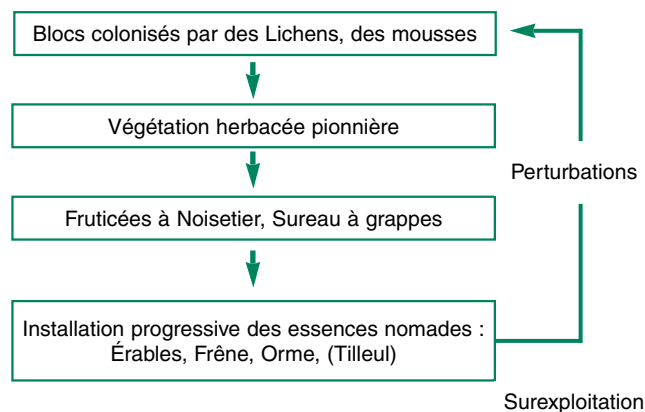 Blocs colonisés par des Lichens, des mousses
Végétation herbacée pionnière
Perturbations
Fruticées à Noisetier, Sureau à grappes
Installation progressive des essences nomades :
Érables, Frêne, Orme, (Tilleul)
Surexploitation